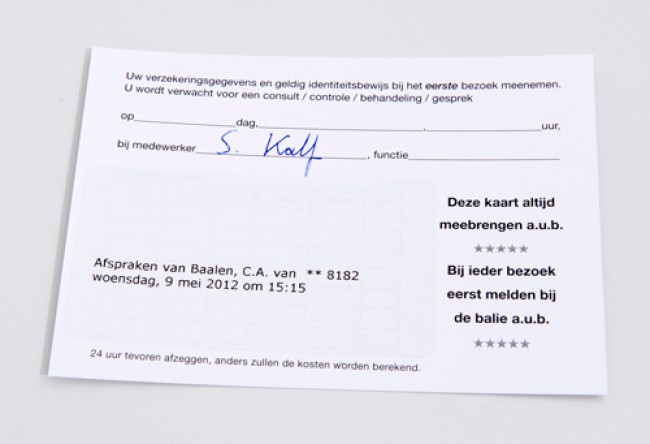 Uw verzekeringsgegevens en geldig identiteitsbewijs bij het eerste bezoek meenemen.
U wordt verwacht voor een consult / controle / behandeling / gesprek
op dag, , uur,
bij medewerker S. Kalf , functie
Deze kaart altijd
meebrengen a.u.b.
★★★★★
Bij ieder bezoek
eerst melden bij
de balie a.u.b.
★★★★★
Afspraken van Baalen, C.A. van ** 8182
woensdag, 9 mei 2012 om 15:15
24 uur tevoren afzeggen, anders zullen de kosten worden berekend.